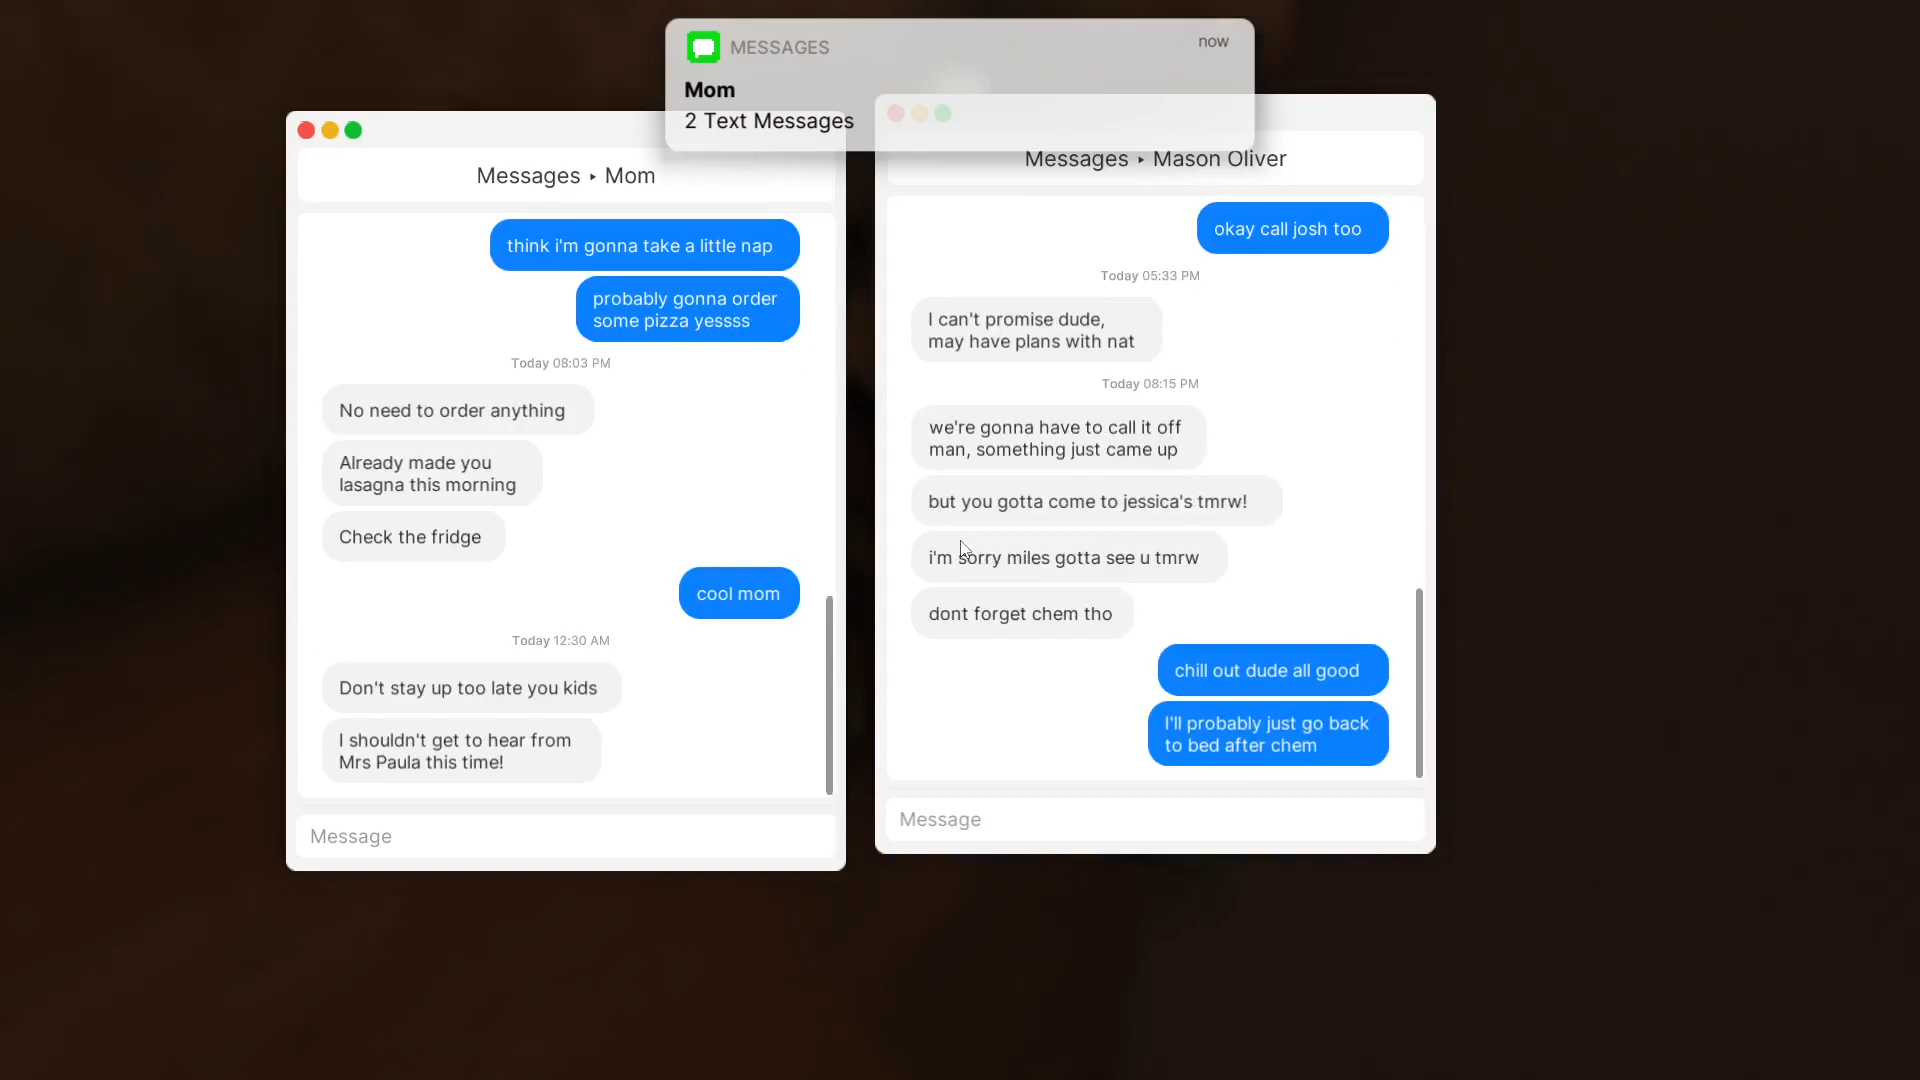 MESSAGES
now
Mom
2 Text Messages
Messages ‣ Mom
think i'm gonna take a little nap
probably gonna order
some pizza yessss
Today 08:03 PM
No need to order anything
Already made you
lasagna this morning
Check the fridge
cool mom
Today 12:30 AM
Don't stay up too late you kids
I shouldn't get to hear from
Mrs Paula this time!
Message
Messages ‣ Mason Oliver
okay call josh too
Today 05:33 PM
I can't promise dude,
may have plans with nat
Today 08:15 PM
we're gonna have to call it off
man, something just came up
but you gotta come to jessica's tmrw!
i'm sorry miles gotta see u tmrw
dont forget chem tho
chill out dude all good
I'll probably just go back
to bed after chem
Message